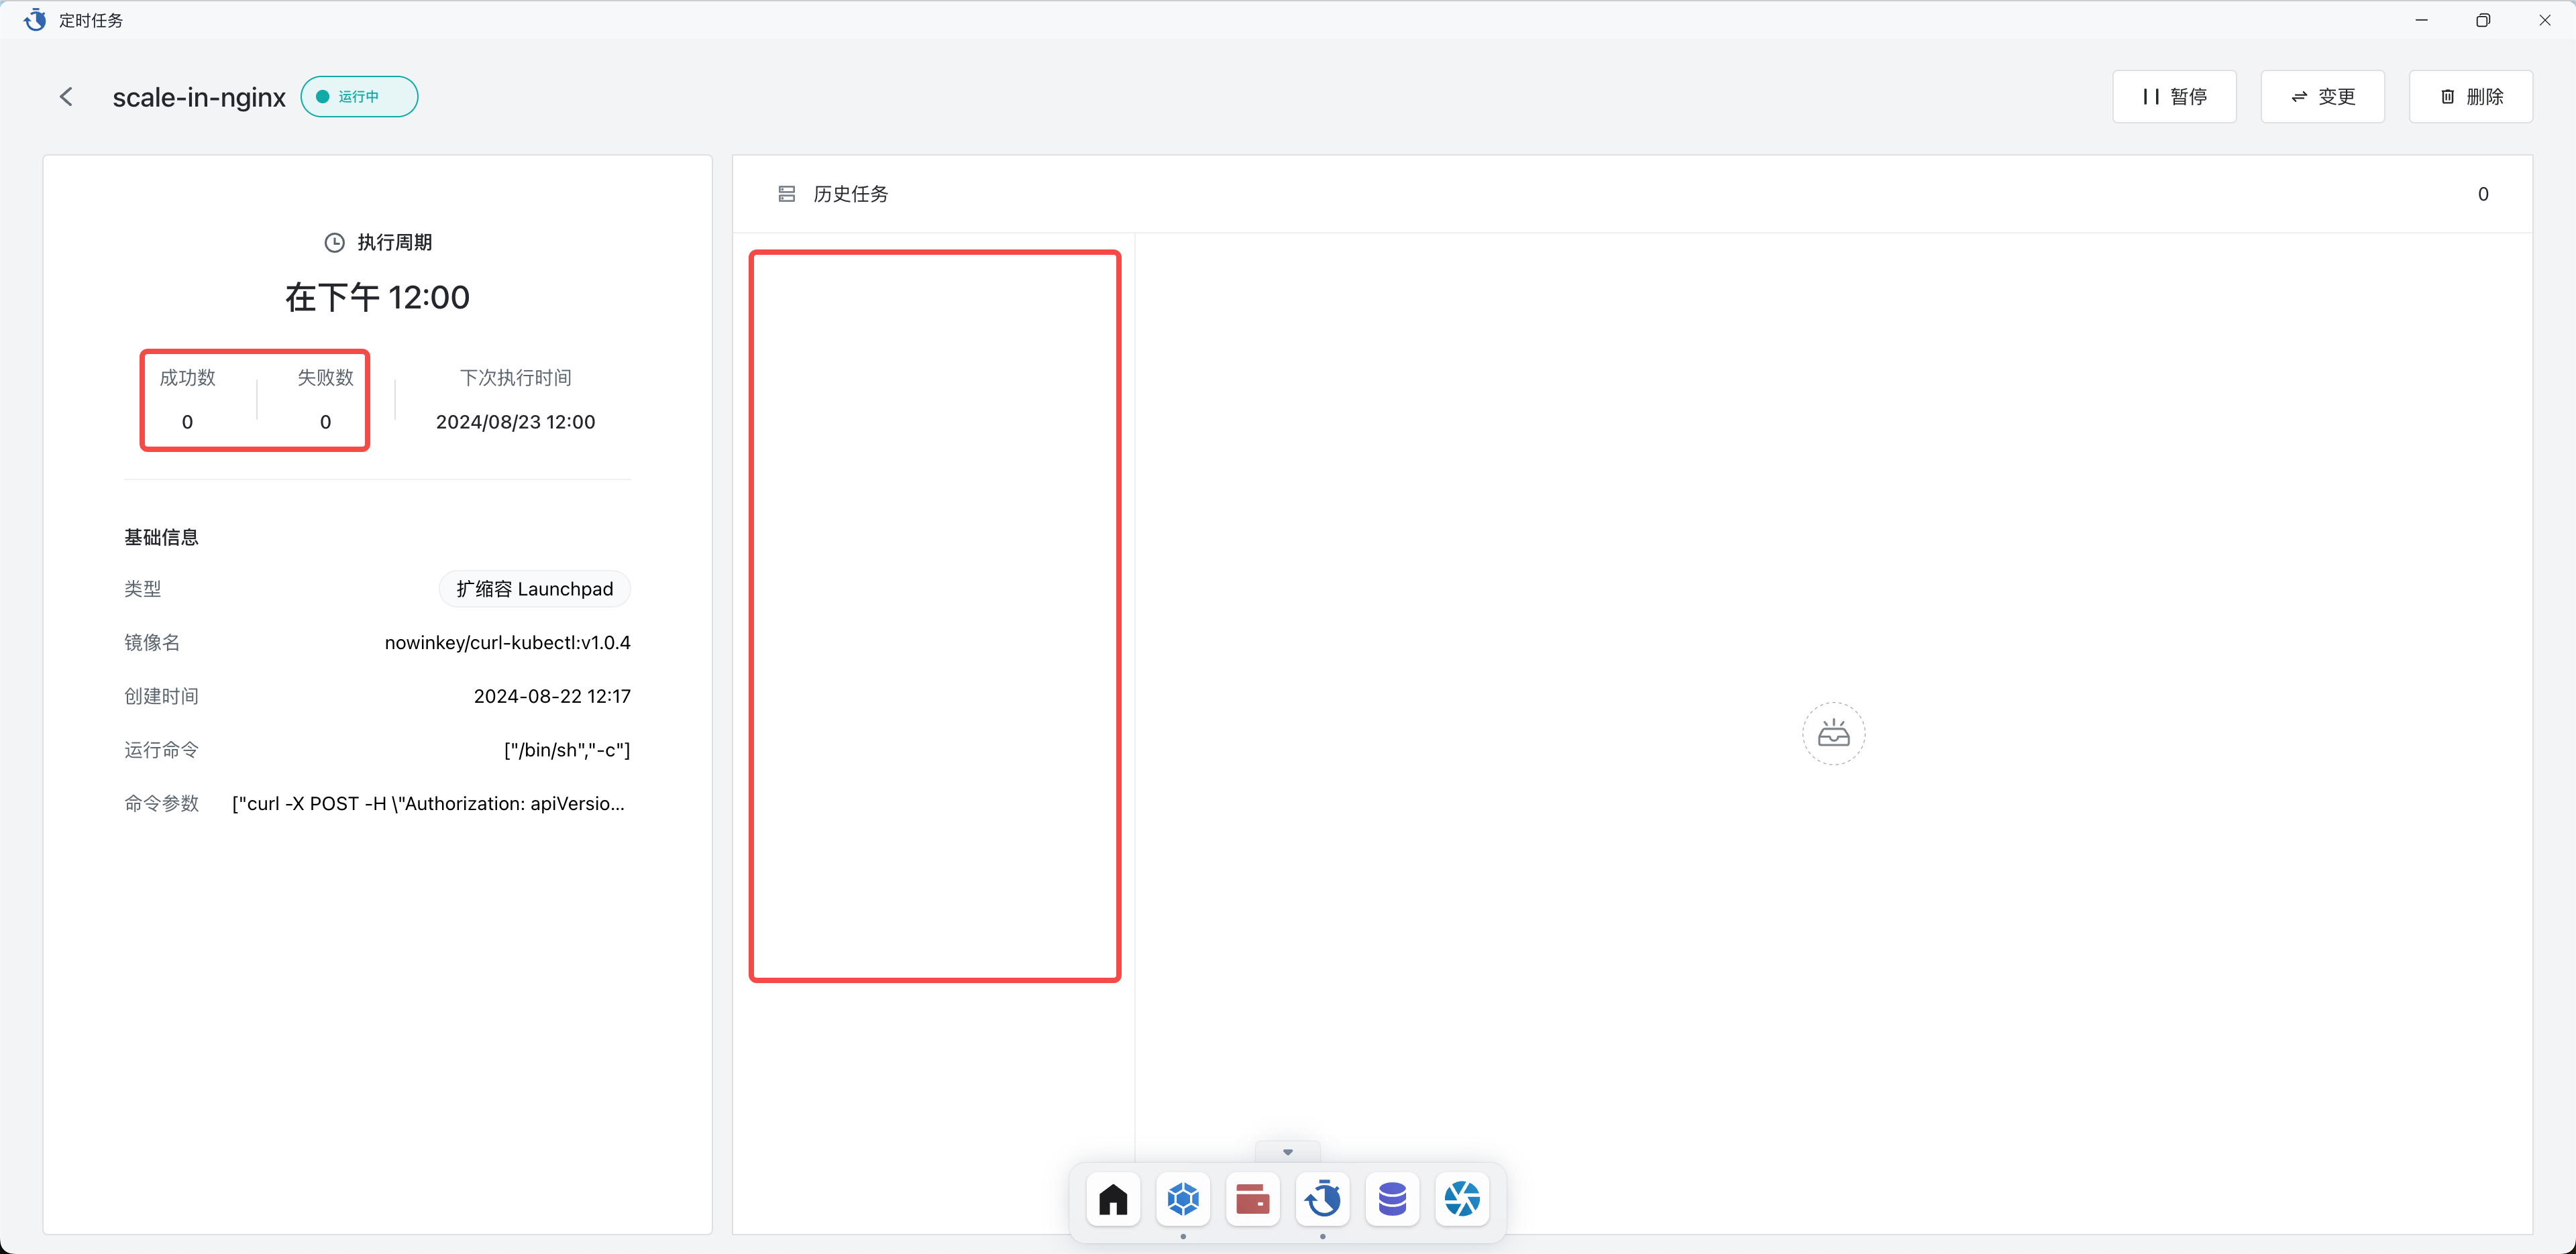 定时任务
scale-in-nginx
运行中
暂停
变更
删除
执行周期
在下午 12:00
成功数
0
失败数
0
下次执行时间
2024/08/23 12:00
基础信息
类型 扩缩容 Launchpad
镜像名 nowinkey/curl-kubectl:v1.0.4
创建时间 2024-08-22 12:17
运行命令 ["/bin/sh","-c"]
命令参数 ["curl -X POST -H \"Authorization: apiVersio...
历史任务 0